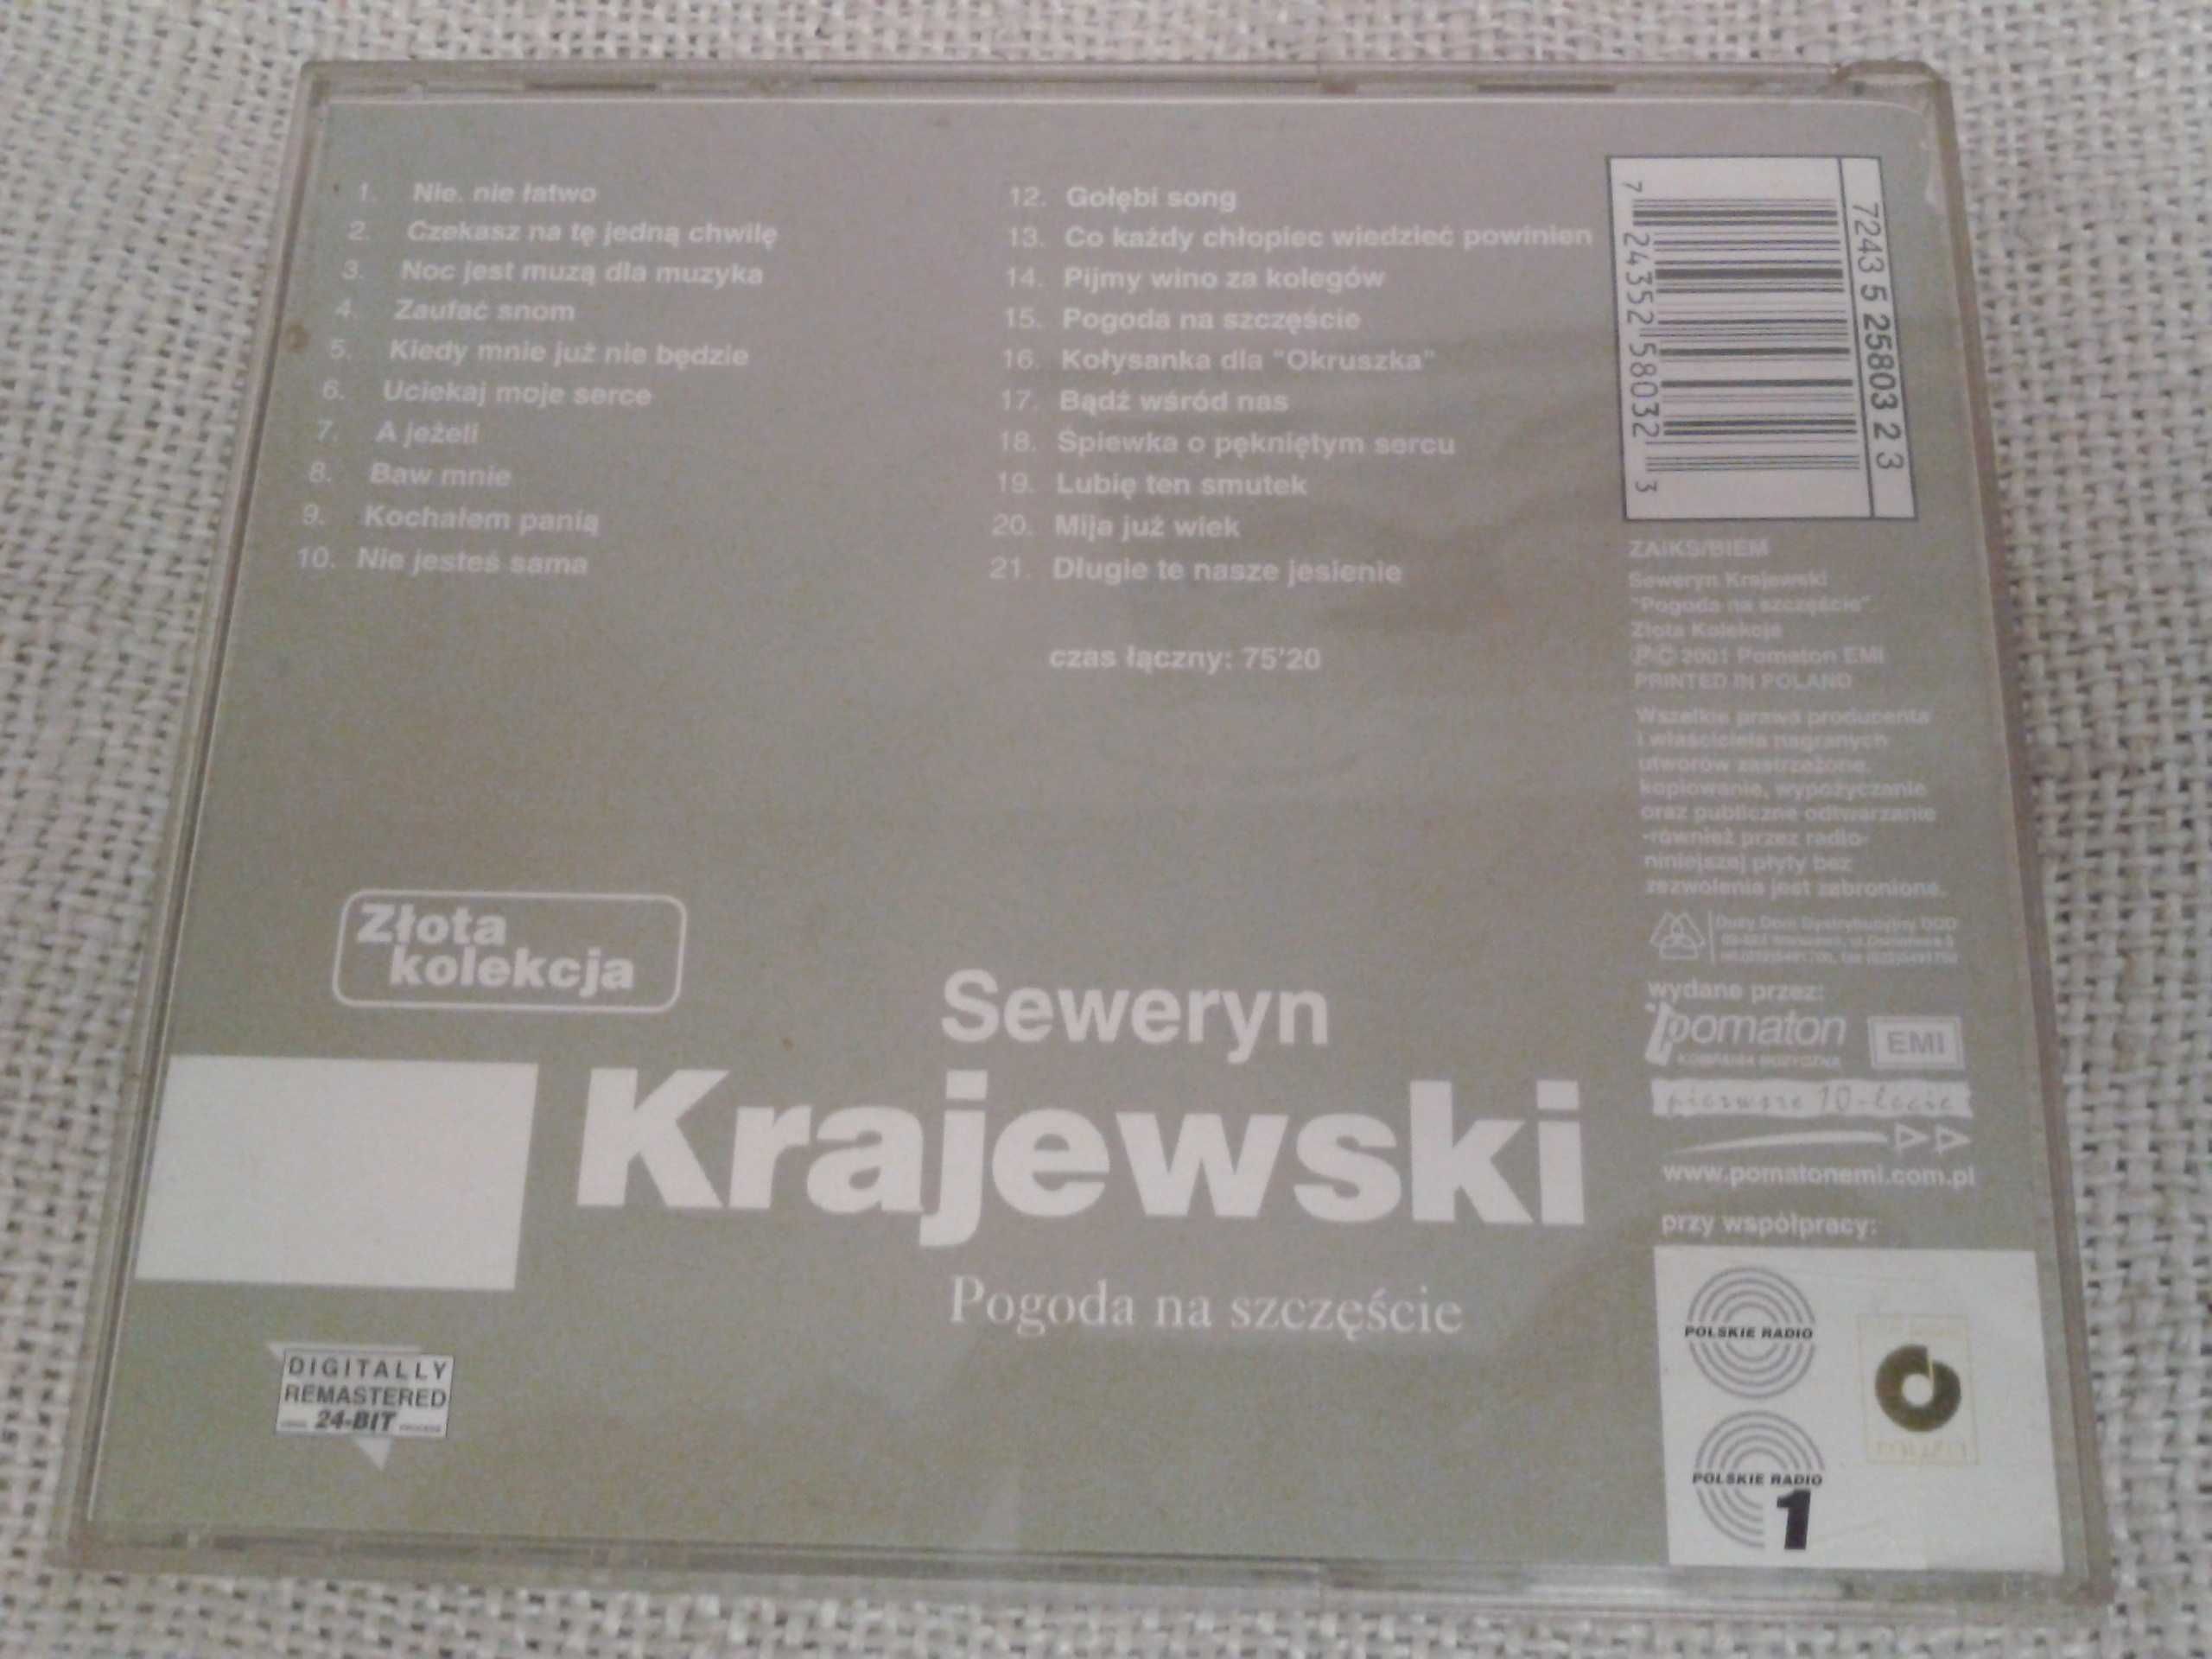 1. Nie, nie łatwo
2. Czekasz na tę jedną chwilę
3. Noc jest muzą dla muzyka
4. Zaufać snom
5. Kiedy mnie już nie będzie
6. Uciekaj moje serce
7. A jeżeli
8. Baw mnie
9. Kochałem panią
10. Nie jesteś sama
12. Gołębi song
13. Co każdy chłopiec wiedzieć powinien
14. Pijmy wino za kolegów
15. Pogoda na szczęście
16. Kołysanka dla "Okruszka"
17. Bądź wśród nas
18. Śpiewka o pękniętym sercu
19. Lubię ten smutek
20. Mija już wiek
21. Długie te nasze jesienie
czas łączny: 75'20
7 24352 58032 3
7243 5 25803 2 3
ZAIKS/BIEM
Seweryn Krajewski
"Pogoda na szczęście"
Złota Kolekcja
P C 2001 Pomaton EMI
PRINTED IN POLAND
Wszelkie prawa producenta
i właściciela nagranych
utworów zastrzeżone,
kopiowanie, wypożyczanie
oraz publiczne odtwarzanie
-również przez radio-
niniejszej płyty bez
zezwolenia jest zabronione.
Duży Dom Dystrybucyjny DDD
wydane przez:
pomaton
KOMPANIA MUZYCZNA
EMI
pierwsze 10-lecie
www.pomatonemi.com.pl
przy współpracy:
POLSKIE RADIO
POLSKIE RADIO
1
Złota
kolekcja
Seweryn
Krajewski
Pogoda na szczęście
DIGITALLY
REMASTERED
24-BIT